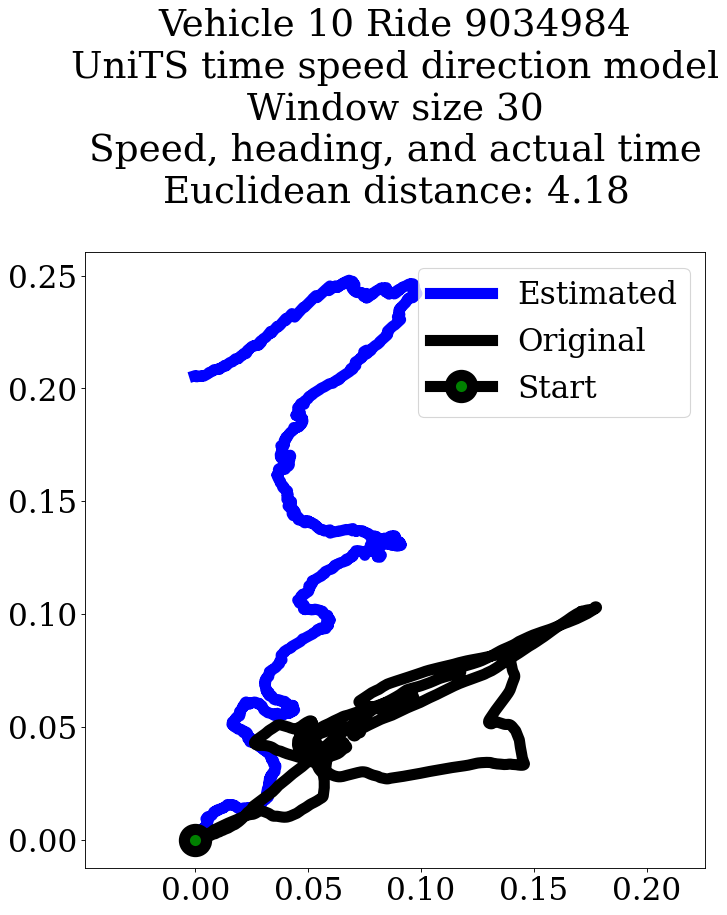 Vehicle 10 Ride 9034984
UniTS time speed direction model
Window size 30
Speed, heading, and actual time
Euclidean distance: 4.18
0.25
0.20
0.15
0.10
0.05
0.00
Estimated
Original
Start
0.00 0.05 0.10 0.15 0.20